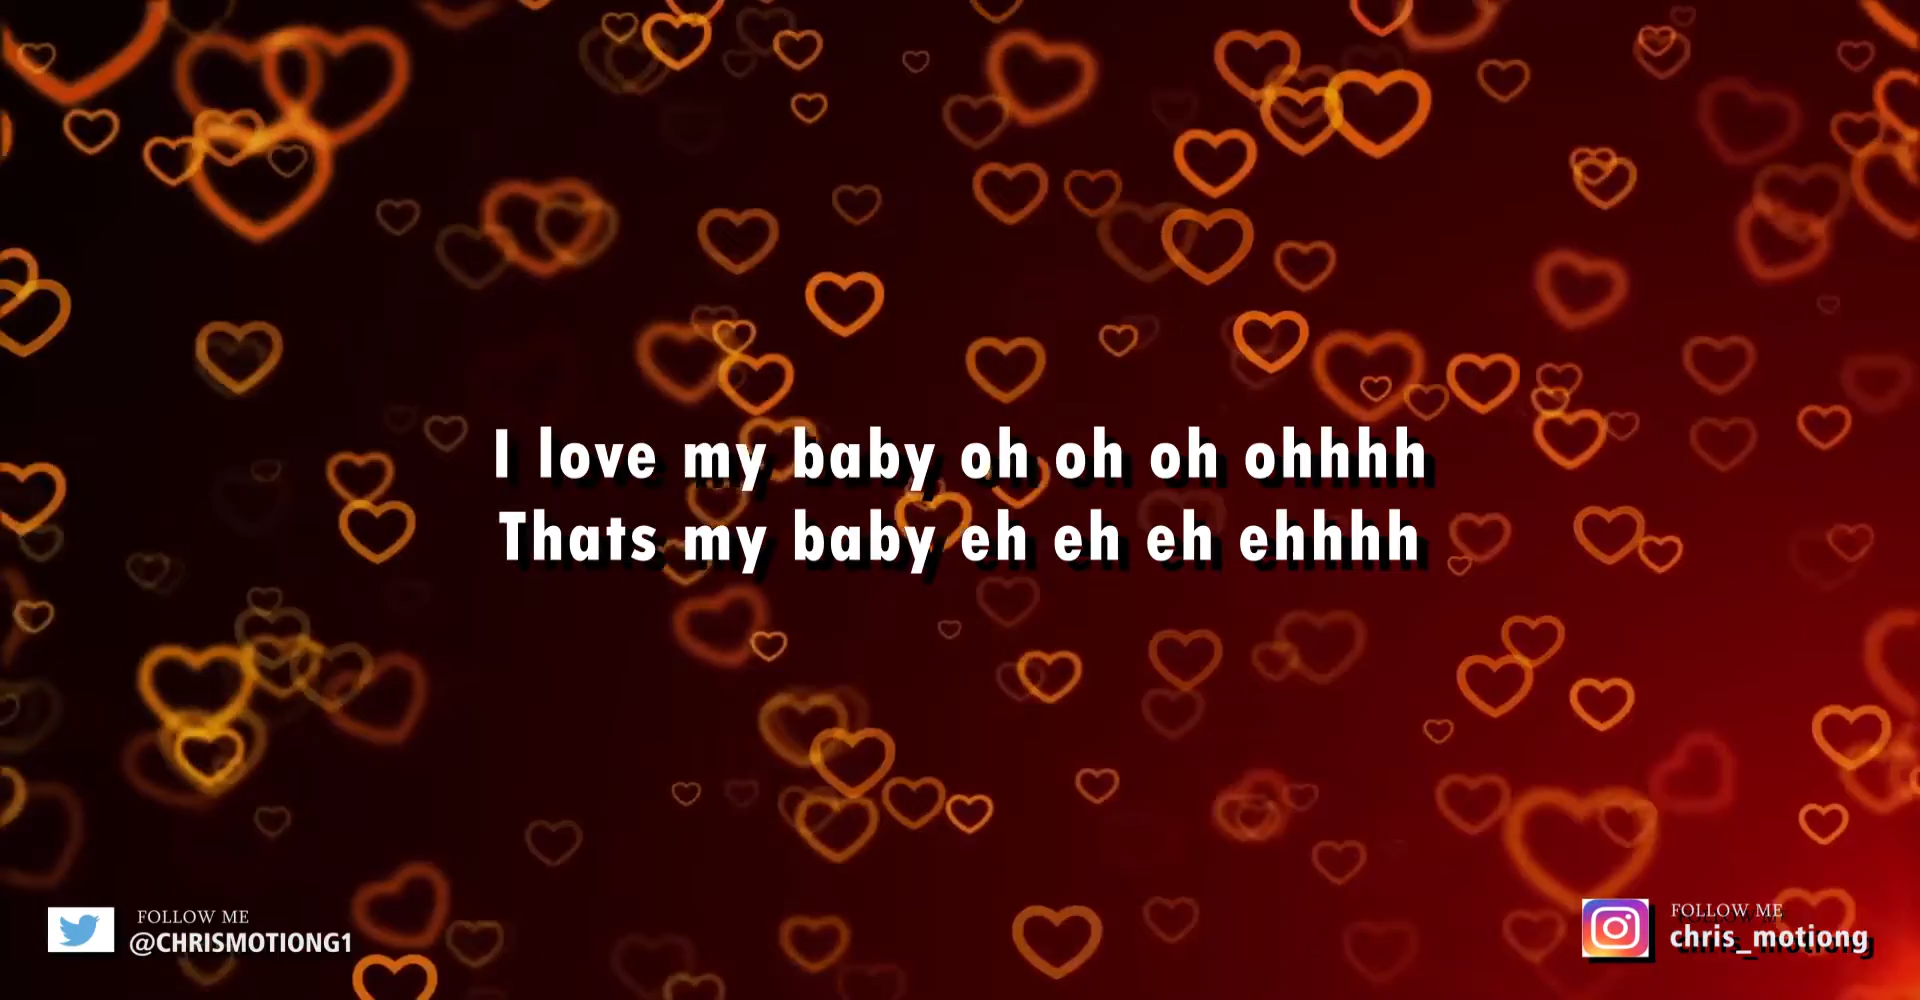 I love my baby oh oh oh ohhhh
Thats my baby eh eh eh ehhhh
FOLLOW ME
@CHRISMOTIONG1
FOLLOW ME
chris_motiong